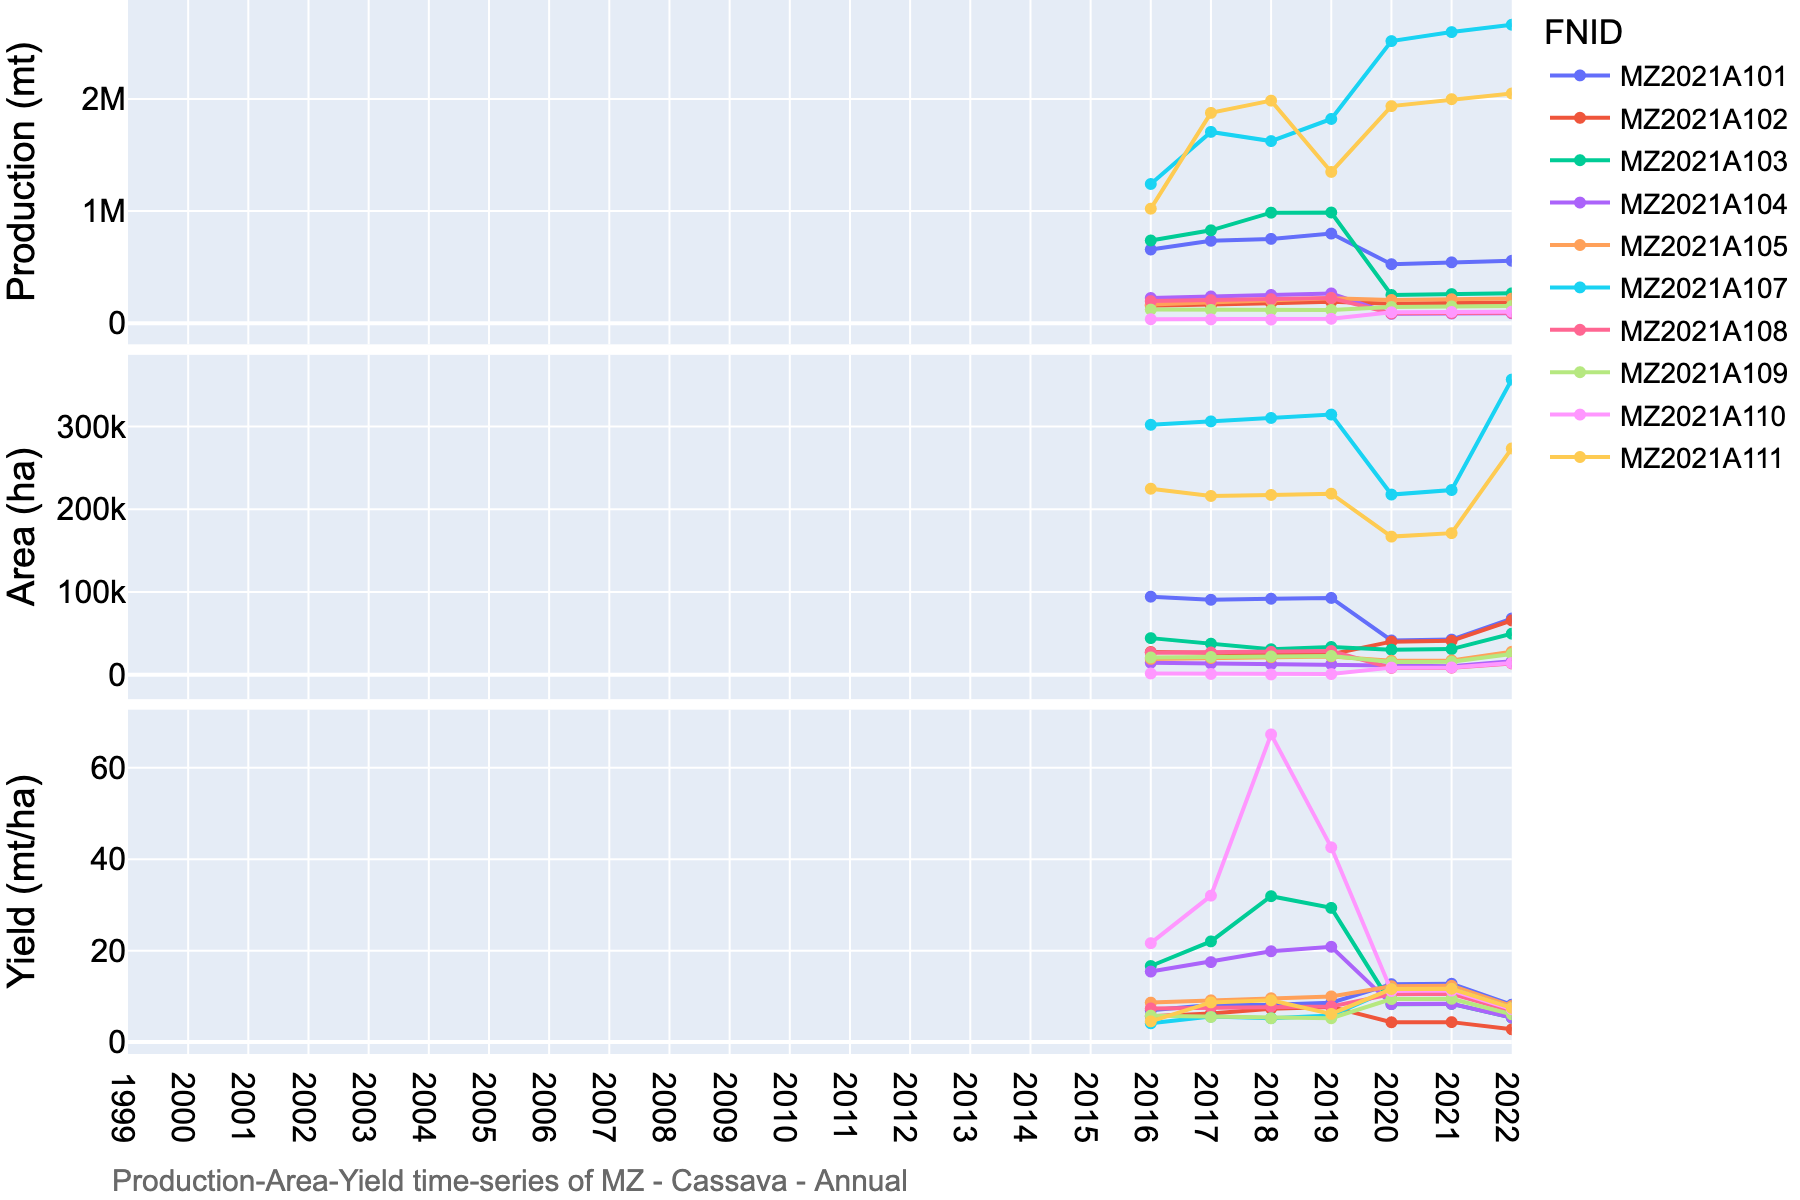 Production (mt)
2M
1M
0
Area (ha)
300k
200k
100k
0
Yield (mt/ha)
60
40
20
0
1999
2000
2001
2002
2003
2004
2005
2006
2007
2008
2009
2010
2011
2012
2013
2014
2015
2016
2017
2018
2019
2020
2021
2022
FNID
MZ2021A101
MZ2021A102
MZ2021A103
MZ2021A104
MZ2021A105
MZ2021A107
MZ2021A108
MZ2021A109
MZ2021A110
MZ2021A111
Production-Area-Yield time-series of MZ - Cassava - Annual